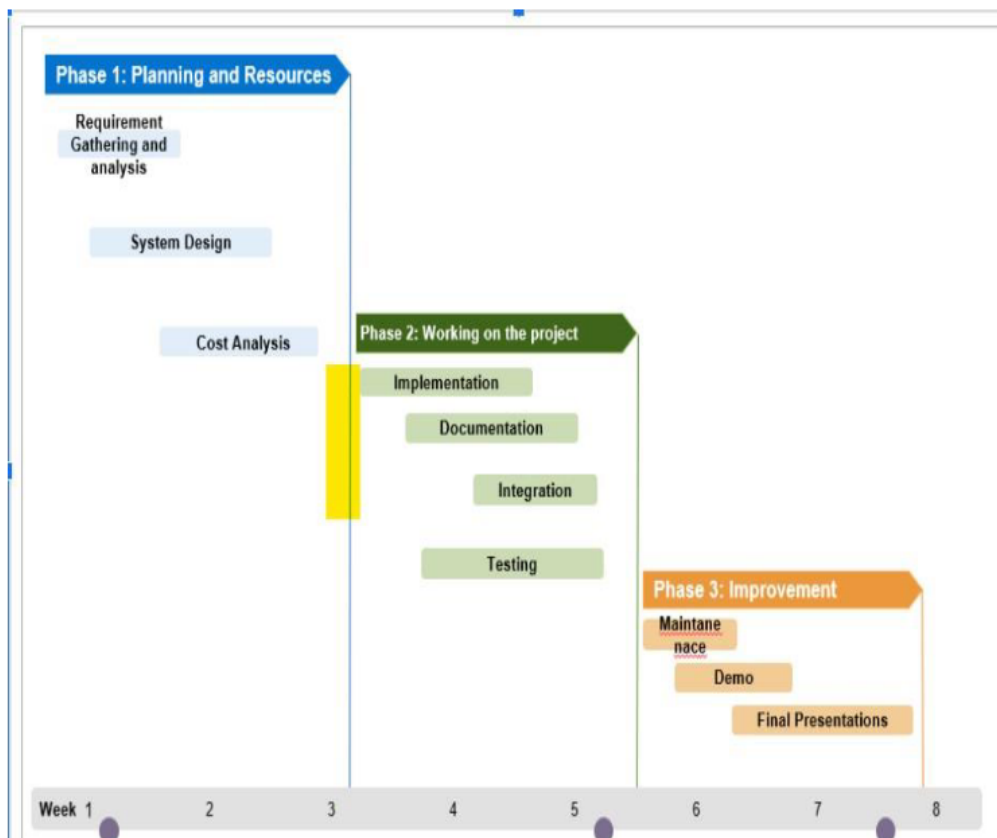 Phase 1: Planning and Resources
Requirement
Gathering and
analysis
System Design
Cost Analysis
Phase 2: Working on the project
Implementation
Documentation
Integration
Testing
Phase 3: Improvement
Maintane
nace
Demo
Final Presentations
Week 1 2 3 4 5 6 7 8